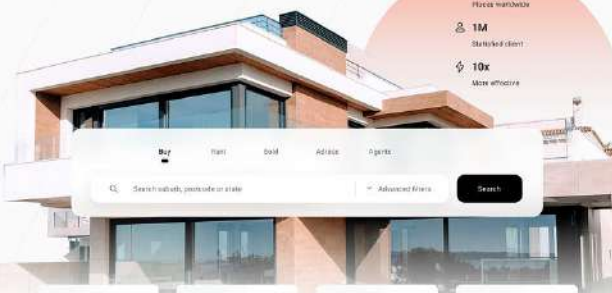 Places worldwide
1M
Statisfied client
10x
More effective
Buy Rent Sold Adress Agents
Search suburb, postcode or state Advanced filters Search